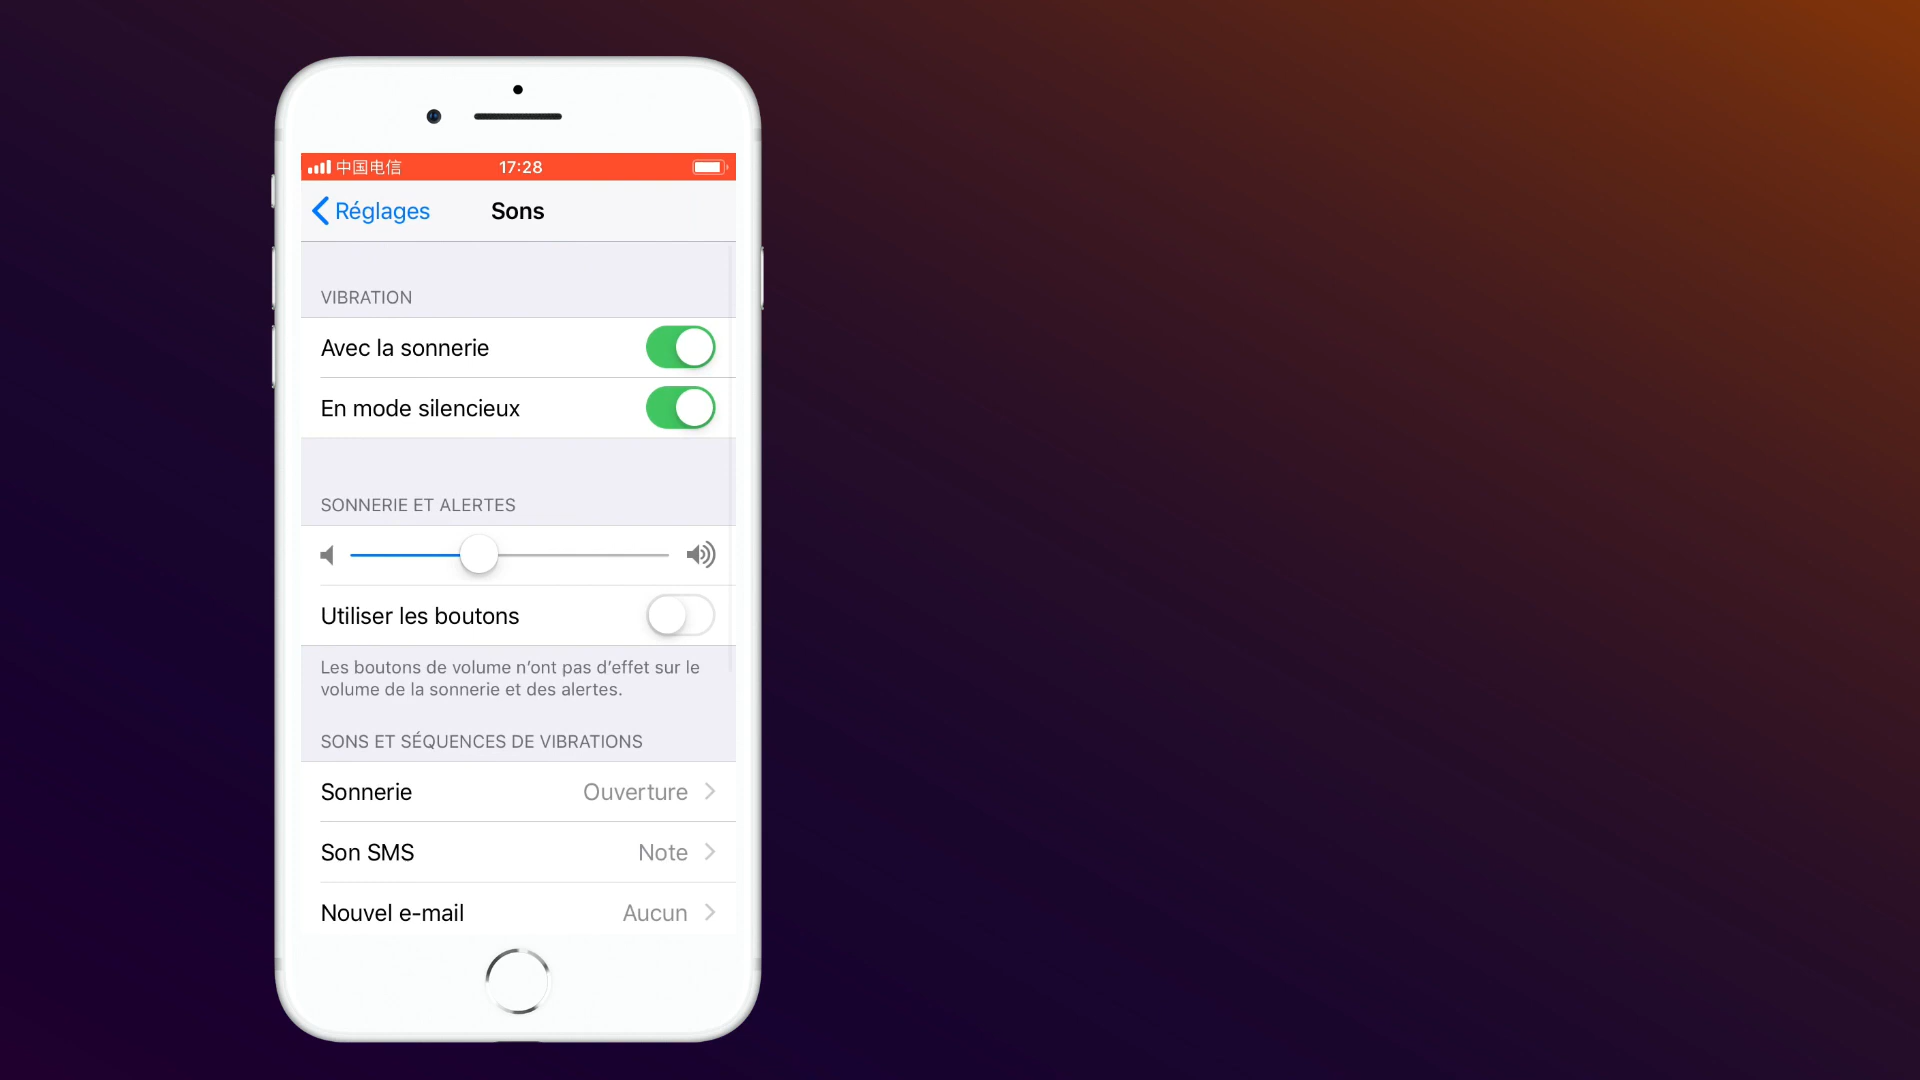 中国电信 17:28
Réglages Sons
VIBRATION
Avec la sonnerie
En mode silencieux
SONNERIE ET ALERTES
Utiliser les boutons
Les boutons de volume n’ont pas d’effet sur le
volume de la sonnerie et des alertes.
SONS ET SÉQUENCES DE VIBRATIONS
Sonnerie Ouverture
Son SMS Note
Nouvel e-mail Aucun